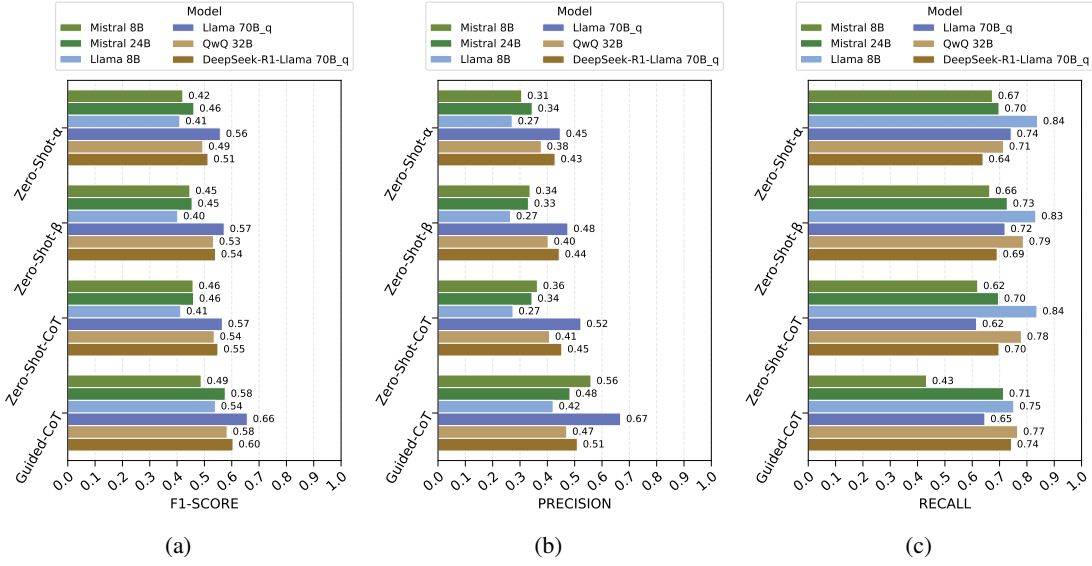 Model
Mistral 8B
Mistral 24B
Llama 8B
Llama 70B_q
QwQ 32B
DeepSeek-R1-Llama 70B_q
Zero-Shot-α
0.42
0.46
0.41
0.56
0.49
0.51
Zero-Shot-β
0.45
0.45
0.40
0.57
0.53
0.54
Zero-Shot-CoT
0.46
0.46
0.41
0.57
0.54
0.55
Guided-CoT
0.49
0.58
0.54
0.66
0.58
0.60
0.0 0.1 0.2 0.3 0.4 0.5 0.6 0.7 0.8 0.9 1.0
F1-SCORE
(a)
Model
Mistral 8B
Mistral 24B
Llama 8B
Llama 70B_q
QwQ 32B
DeepSeek-R1-Llama 70B_q
Zero-Shot-α
0.31
0.34
0.27
0.45
0.38
0.43
Zero-Shot-β
0.34
0.33
0.27
0.48
0.40
0.44
Zero-Shot-CoT
0.36
0.34
0.27
0.52
0.41
0.45
Guided-CoT
0.56
0.48
0.42
0.67
0.47
0.51
0.0 0.1 0.2 0.3 0.4 0.5 0.6 0.7 0.8 0.9 1.0
PRECISION
(b)
Model
Mistral 8B
Mistral 24B
Llama 8B
Llama 70B_q
QwQ 32B
DeepSeek-R1-Llama 70B_q
Zero-Shot-α
0.67
0.70
0.84
0.74
0.71
0.64
Zero-Shot-β
0.66
0.73
0.83
0.72
0.79
0.69
Zero-Shot-CoT
0.62
0.70
0.84
0.62
0.78
0.70
Guided-CoT
0.43
0.71
0.75
0.65
0.77
0.74
0.0 0.1 0.2 0.3 0.4 0.5 0.6 0.7 0.8 0.9 1.0
RECALL
(c)